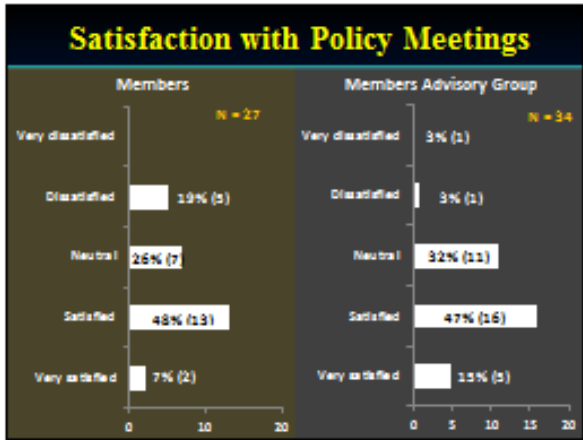 Satisfaction with Policy Meetings
Members
N = 27
Very dissatisfied
Dissatisfied
19% (5)
Neutral
26% (7)
Satisfied
48% (13)
Very satisfied
7% (2)
0 10 20
Members Advisory Group
N = 34
Very dissatisfied
3% (1)
Dissatisfied
3% (1)
Neutral
32% (11)
Satisfied
47% (16)
Very satisfied
15% (5)
0 5 10 15 20